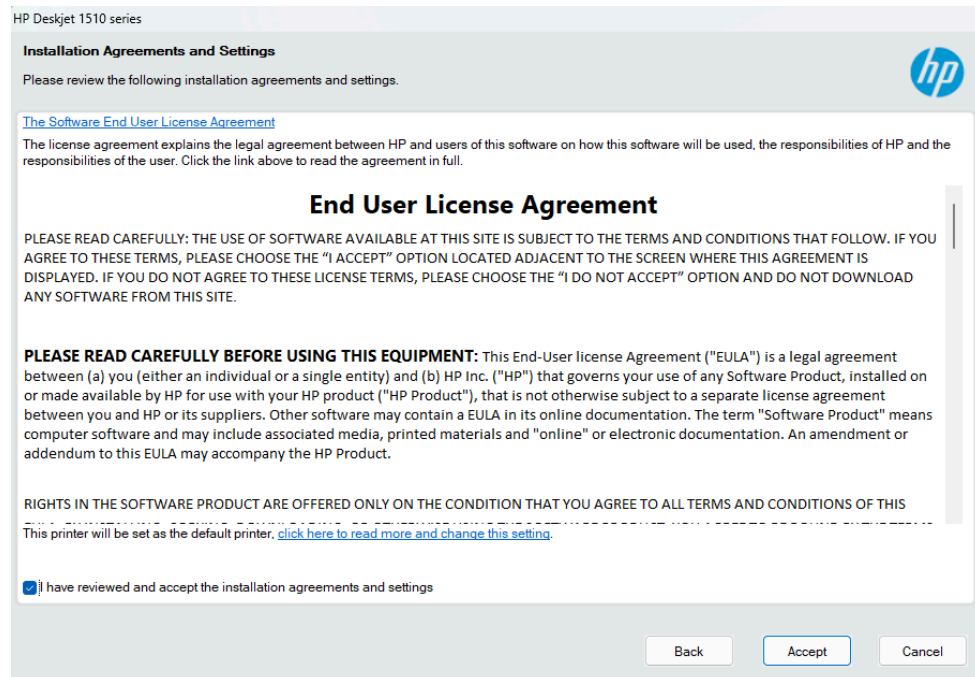 HP Deskjet 1510 series
Installation Agreements and Settings
Please review the following installation agreements and settings.
hp
The Software End User License Agreement
The license agreement explains the legal agreement between HP and users of this software on how this software will be used, the responsibilities of HP and the
responsibilities of the user. Click the link above to read the agreement in full.
End User License Agreement
PLEASE READ CAREFULLY: THE USE OF SOFTWARE AVAILABLE AT THIS SITE IS SUBJECT TO THE TERMS AND CONDITIONS THAT FOLLOW. IF YOU
AGREE TO THESE TERMS, PLEASE CHOOSE THE “I ACCEPT” OPTION LOCATED ADJACENT TO THE SCREEN WHERE THIS AGREEMENT IS
DISPLAYED. IF YOU DO NOT AGREE TO THESE LICENSE TERMS, PLEASE CHOOSE THE “I DO NOT ACCEPT” OPTION AND DO NOT DOWNLOAD
ANY SOFTWARE FROM THIS SITE.
PLEASE READ CAREFULLY BEFORE USING THIS EQUIPMENT: This End-User license Agreement ("EULA") is a legal agreement
between (a) you (either an individual or a single entity) and (b) HP Inc. ("HP") that governs your use of any Software Product, installed on
or made available by HP for use with your HP product ("HP Product"), that is not otherwise subject to a separate license agreement
between you and HP or its suppliers. Other software may contain a EULA in its online documentation. The term "Software Product" means
computer software and may include associated media, printed materials and "online" or electronic documentation. An amendment or
addendum to this EULA may accompany the HP Product.
RIGHTS IN THE SOFTWARE PRODUCT ARE OFFERED ONLY ON THE CONDITION THAT YOU AGREE TO ALL TERMS AND CONDITIONS OF THIS
This printer will be set as the default printer, click here to read more and change this setting.
I have reviewed and accept the installation agreements and settings
Back
Accept
Cancel